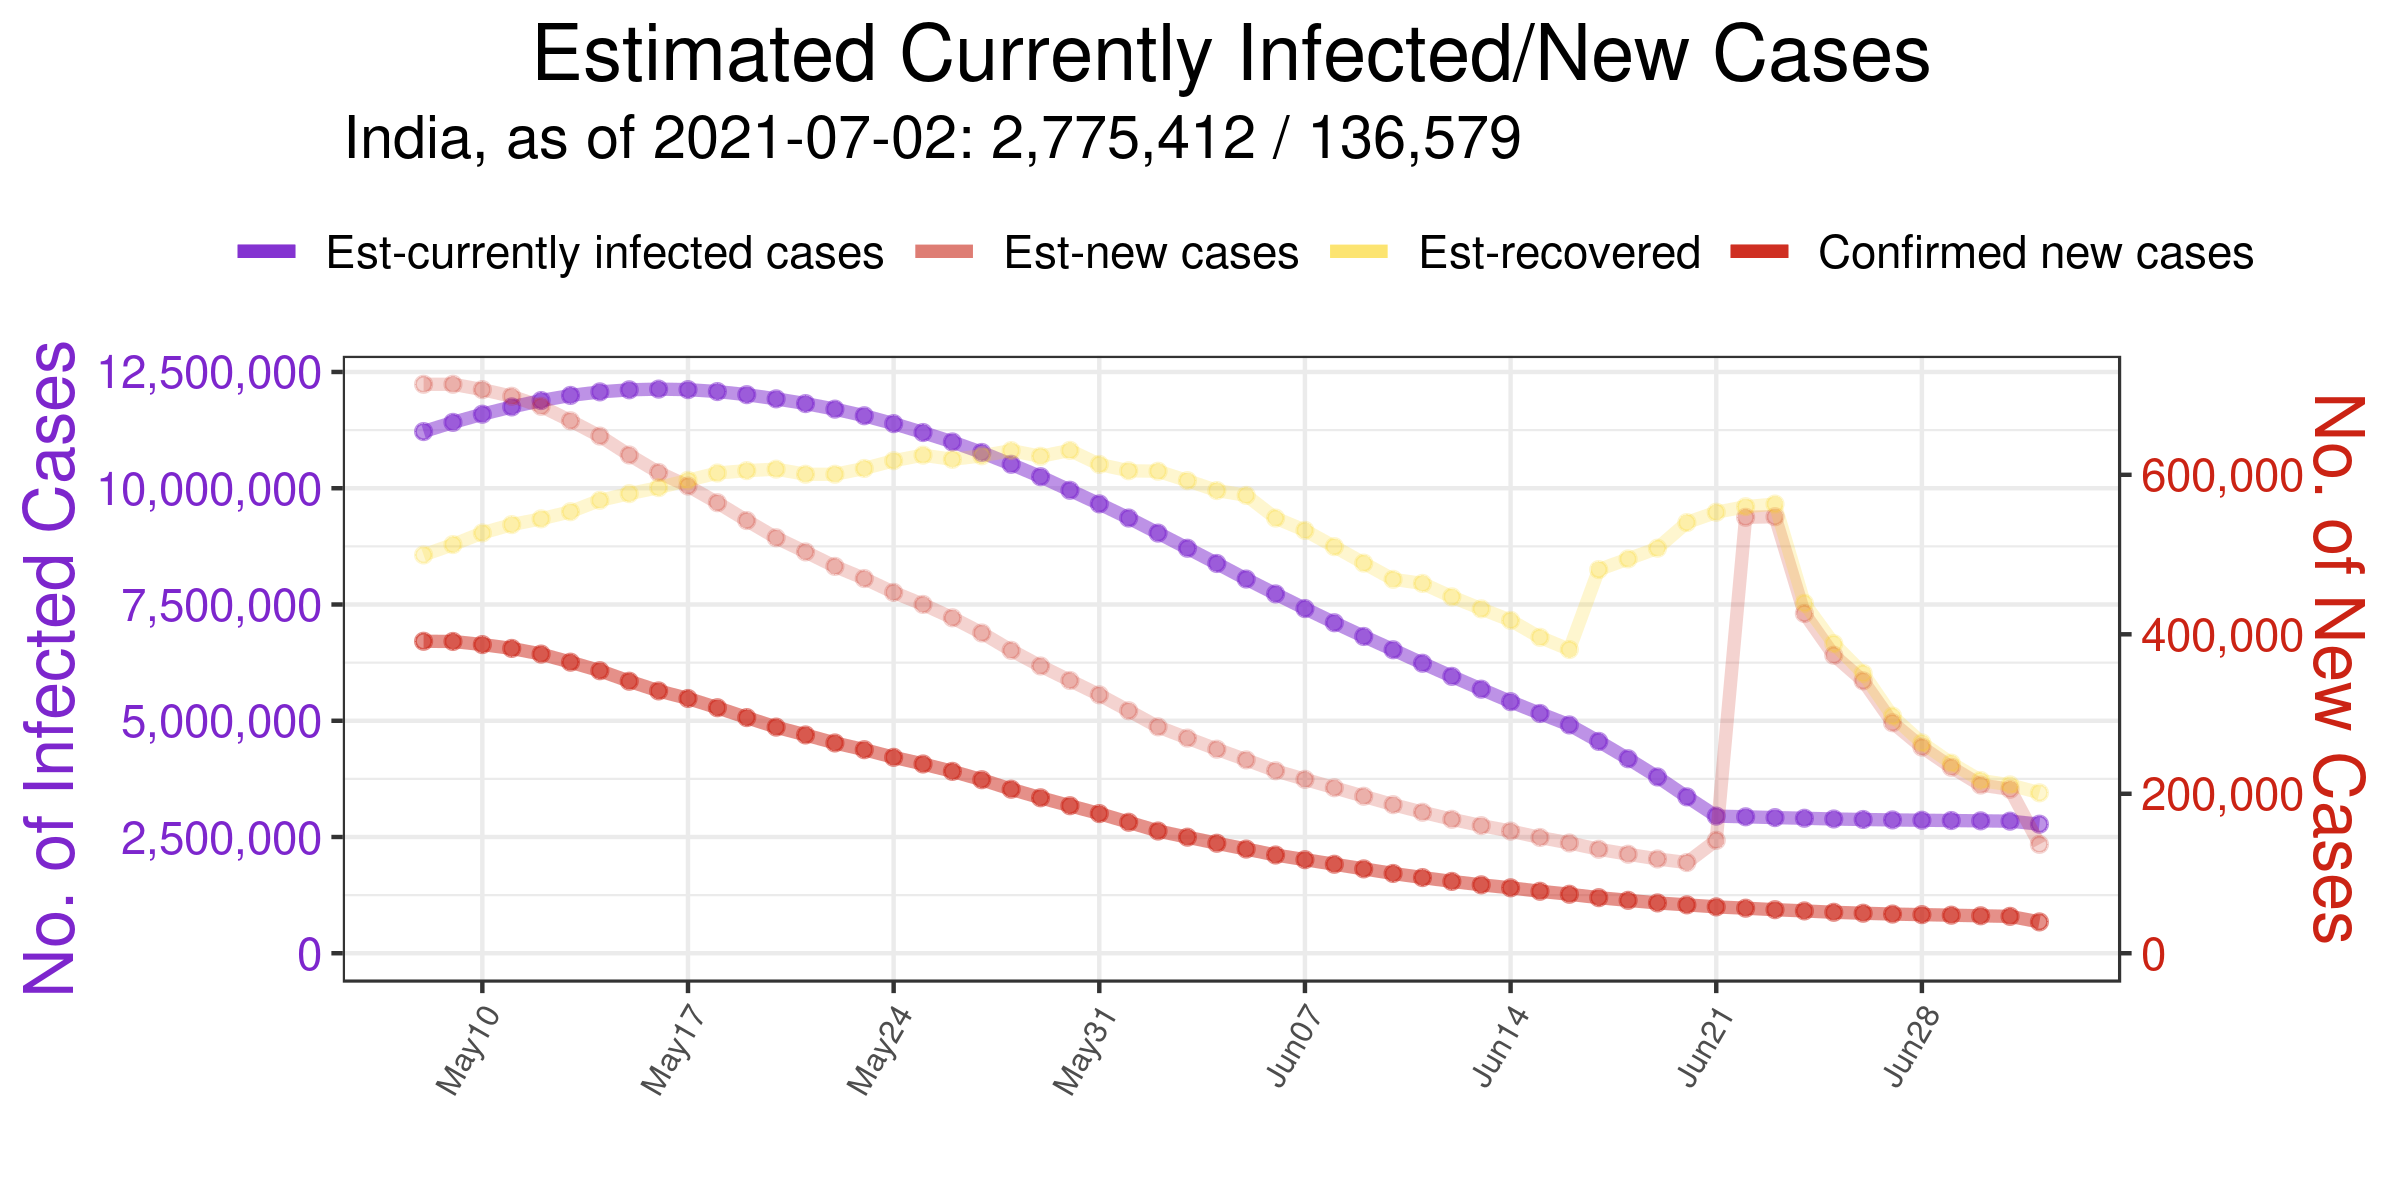 Estimated Currently Infected/New Cases
India, as of 2021-07-02: 2,775,412 / 136,579
Est-currently infected cases Est-new cases Est-recovered Confirmed new cases
No. of Infected Cases
12,500,000
10,000,000
7,500,000
5,000,000
2,500,000
0
600,000
400,000
200,000
0
No. of New Cases
May10 May17 May24 May31 Jun07 Jun14 Jun21 Jun28